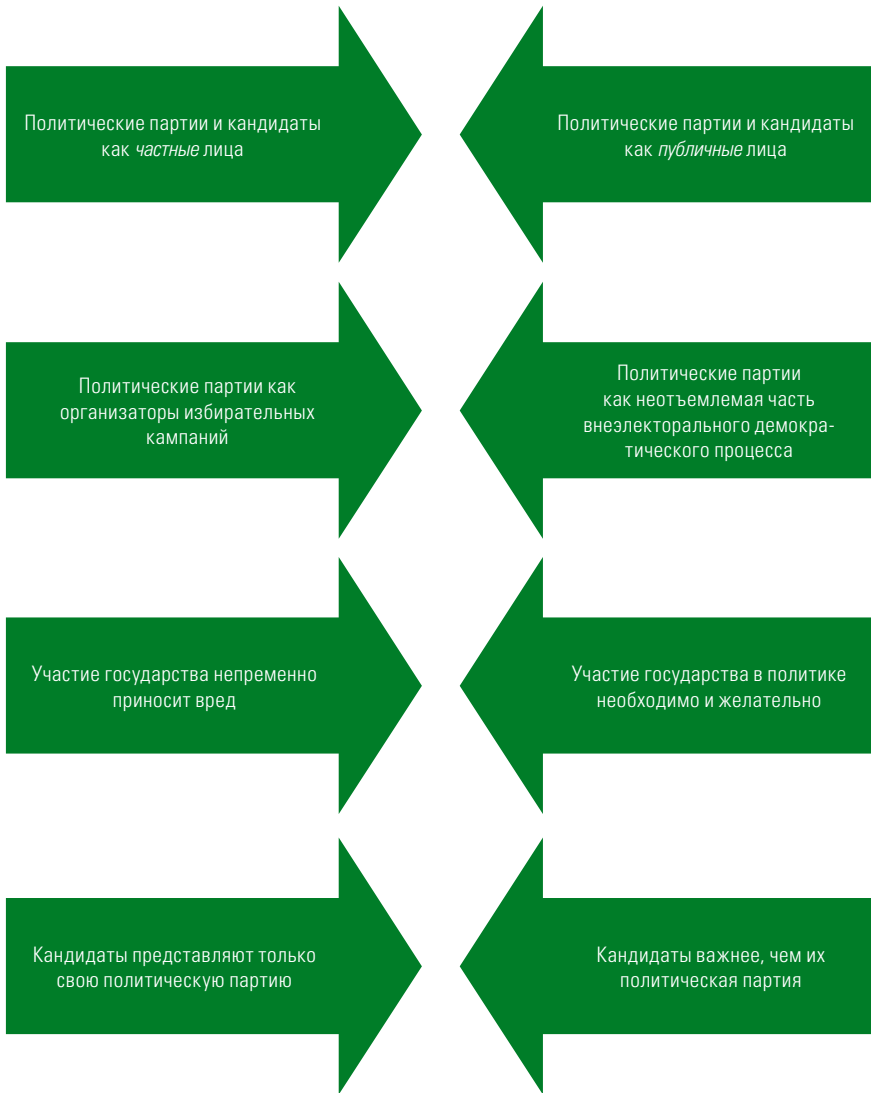 Политические партии и кандидаты
как частные лица
Политические партии и кандидаты
как публичные лица
Политические партии как
организаторы избирательных
кампаний
Политические партии
как неотъемлемая часть
внеэлекторального демокра-
тического процесса
Участие государства непременно
приносит вред
Участие государства в политике
необходимо и желательно
Кандидаты представляют только
свою политическую партию
Кандидаты важнее, чем их
политическая партия